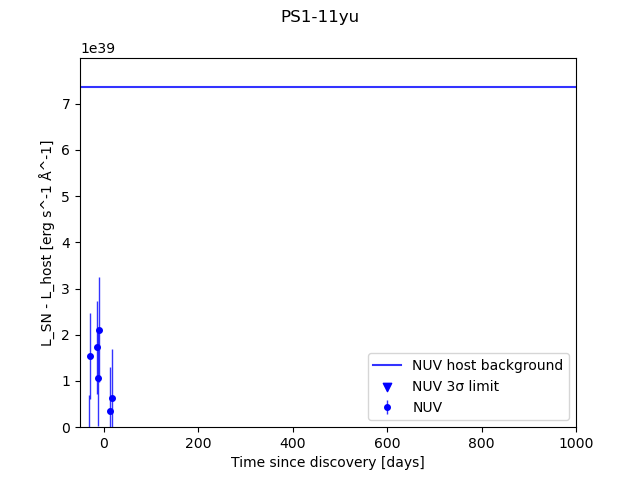 PS1-11yu
1e39
L_SN - L_host [erg s^-1 Å^-1]
7
6
5
4
3
2
1
0
NUV host background
NUV 3σ limit
NUV
0 200 400 600 800 1000
Time since discovery [days]